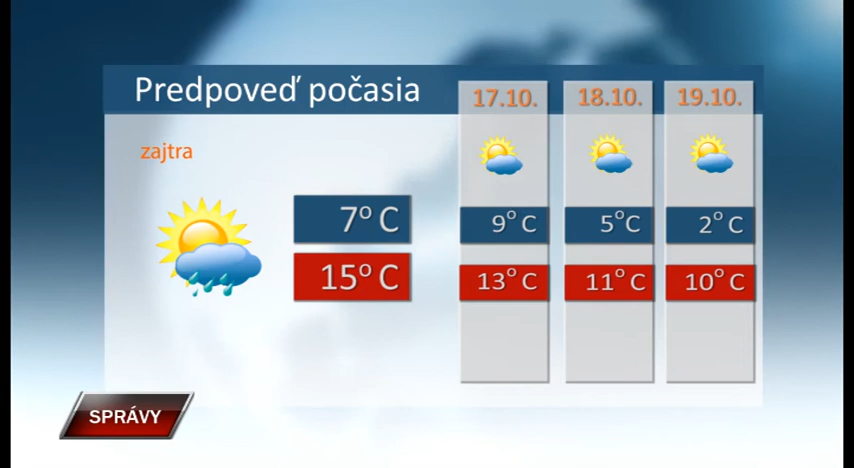 Predpoveď počasia
zajtra
7° C
15° C
17.10.
9° C
13° C
18.10.
5°C
11° C
19.10.
2° C
10° C
SPRÁVY